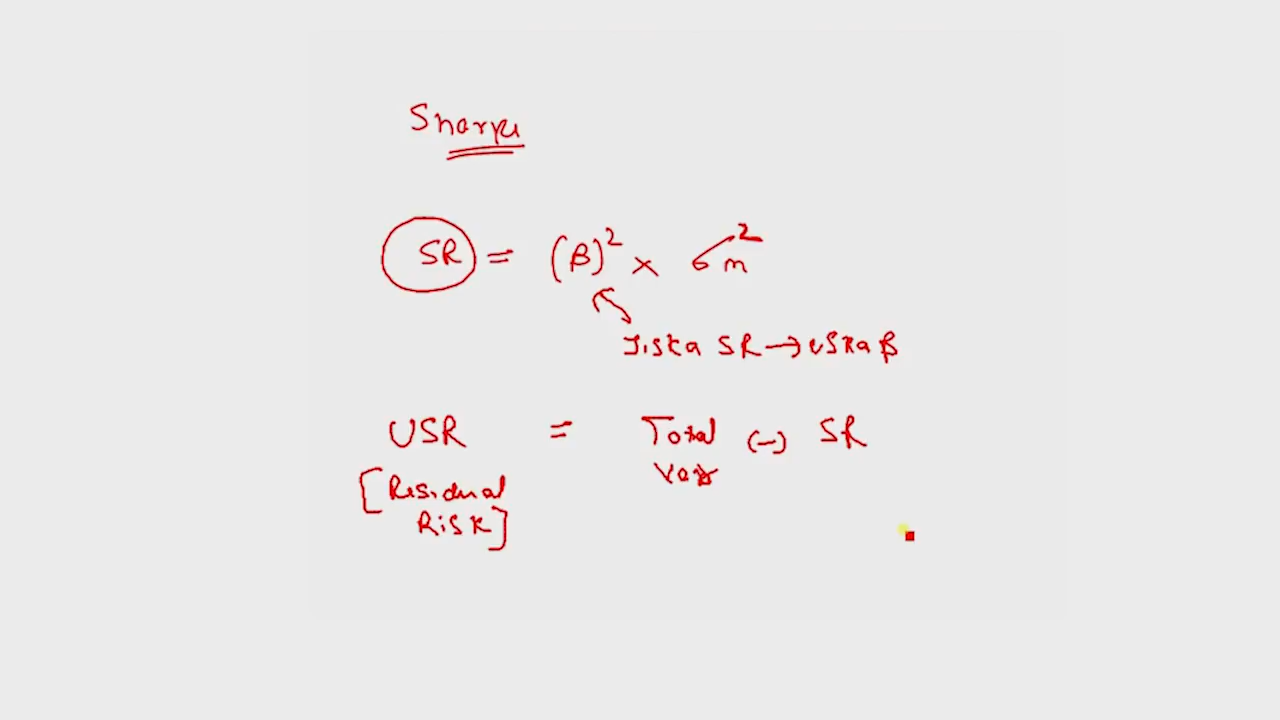 Sharpe
SR = (β)² × σm²
Jiska SR → uska β
USR = Total (-) SR
Var
[Residual
Risk]